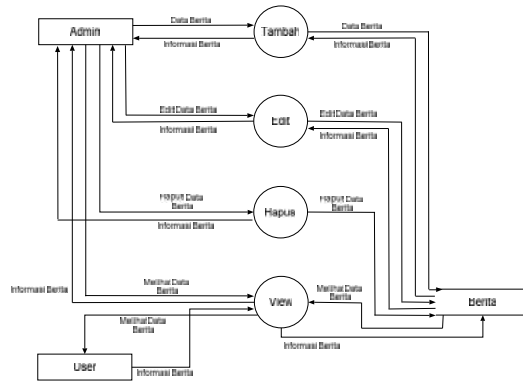 Data Berita
Data Berita
Admin
Tambah
Informasi Berita
Informasi Berita
Edit Data Berita
Edit Data Berita
Edit
Informasi Berita
Informasi Berita
Hapus Data
Berita
Hapus Data
Berita
Hapus
Informasi Berita
Melihat Data
Berita
Melihat Data
Berita
Informasi Berita
View
Berita
Melihat Data
Berita
Informasi Berita
User
Informasi Berita